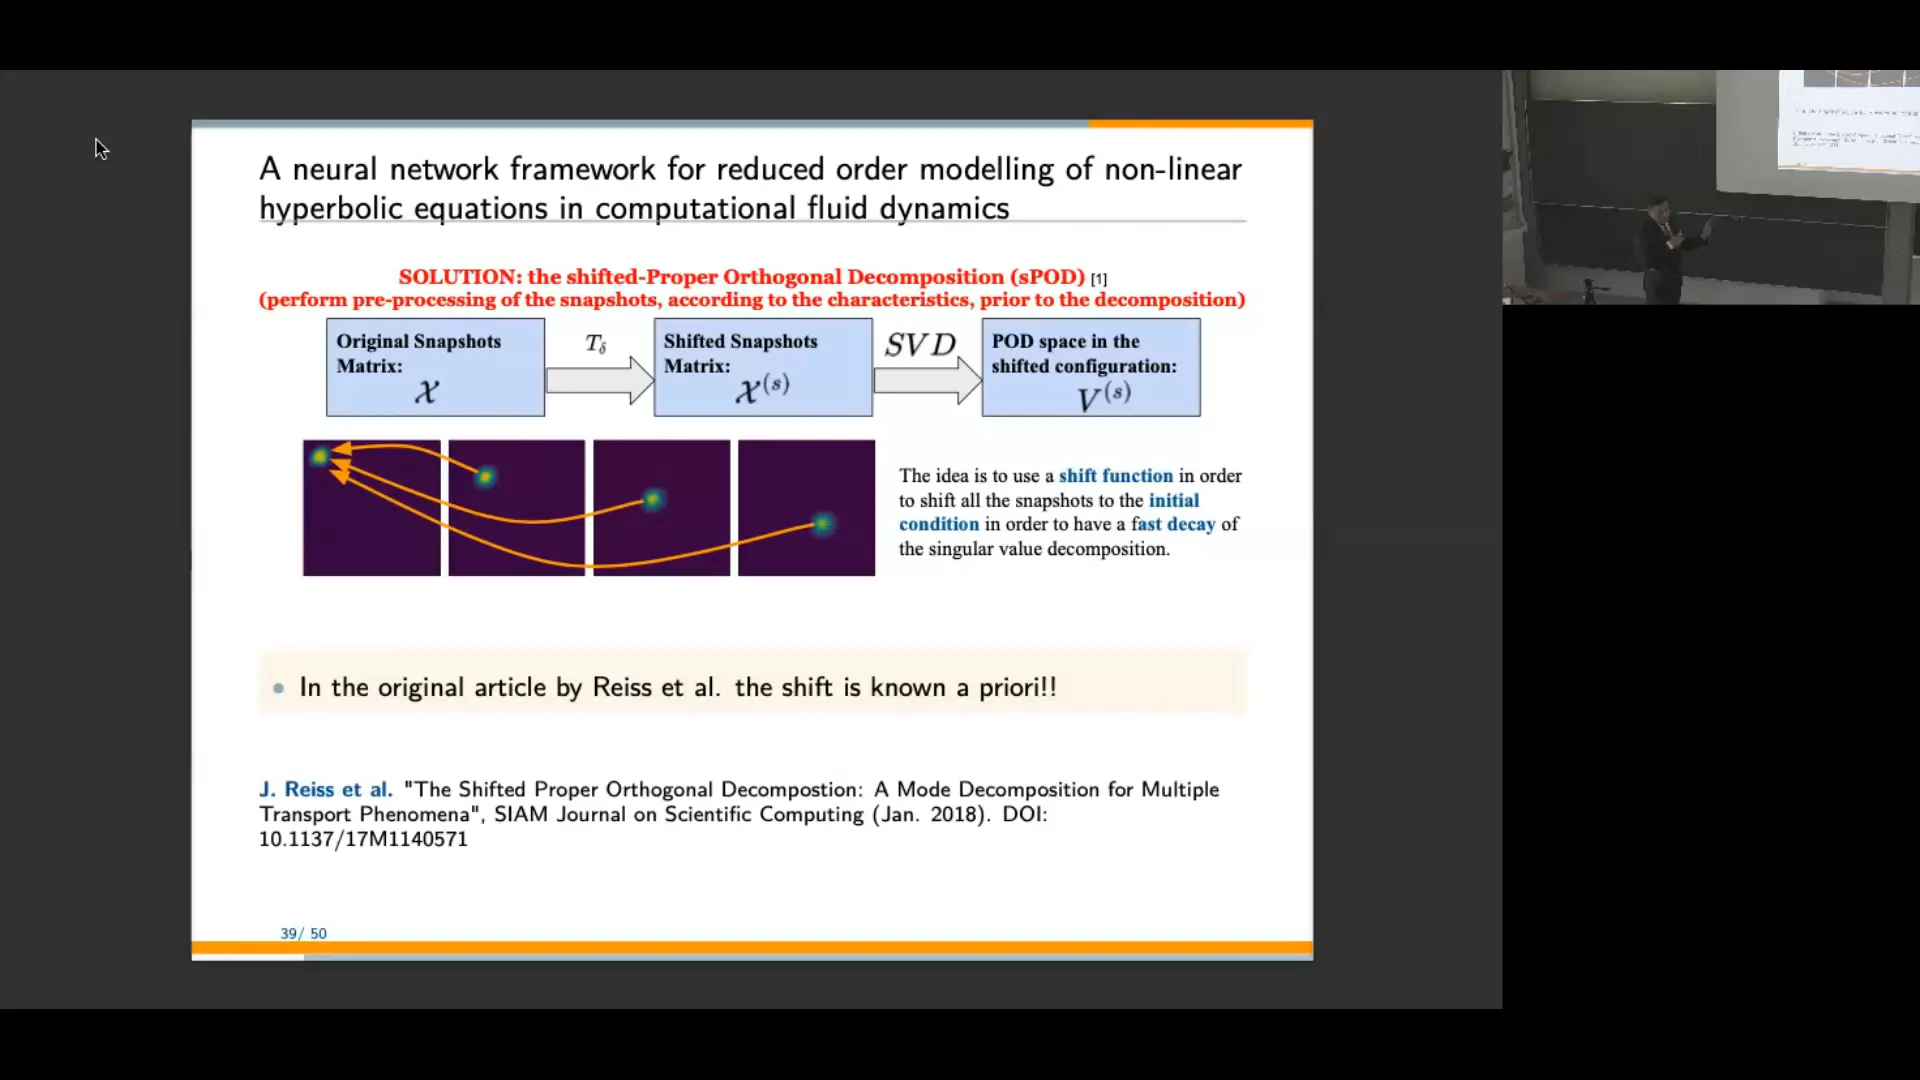 A neural network framework for reduced order modelling of non-linear
hyperbolic equations in computational fluid dynamics
SOLUTION: the shifted-Proper Orthogonal Decomposition (sPOD) [1]
(perform pre-processing of the snapshots, according to the characteristics, prior to the decomposition)
Original Snapshots
Matrix:
𝒳
T_δ
Shifted Snapshots
Matrix:
𝒳^(s)
SVD
POD space in the
shifted configuration:
V^(s)
The idea is to use a shift function in order
to shift all the snapshots to the initial
condition in order to have a fast decay of
the singular value decomposition.
In the original article by Reiss et al. the shift is known a priori!!
J. Reiss et al. "The Shifted Proper Orthogonal Decompostion: A Mode Decomposition for Multiple
Transport Phenomena", SIAM Journal on Scientific Computing (Jan. 2018). DOI:
10.1137/17M1140571
39/ 50